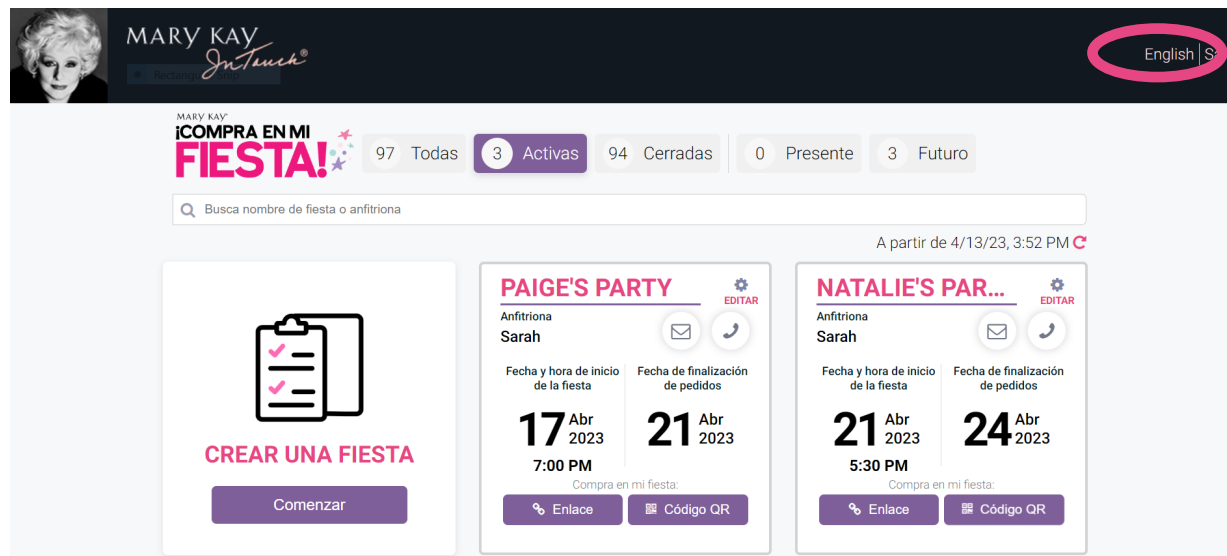 MARY KAY
InTouch®
English | S
MARY KAY®
¡COMPRA EN MI
FIESTA!
97 Todas
3 Activas
94 Cerradas
0 Presente
3 Futuro
Busca nombre de fiesta o anfitriona
A partir de 4/13/23, 3:52 PM
CREAR UNA FIESTA
Comenzar
PAIGE'S PARTY
EDITAR
Anfitriona
Sarah
Fecha y hora de inicio
de la fiesta
17 Abr
2023
7:00 PM
Fecha de finalización
de pedidos
21 Abr
2023
Compra en mi fiesta:
Enlace
Código QR
NATALIE'S PAR...
EDITAR
Anfitriona
Sarah
Fecha y hora de inicio
de la fiesta
21 Abr
2023
5:30 PM
Fecha de finalización
de pedidos
24 Abr
2023
Compra en mi fiesta:
Enlace
Código QR